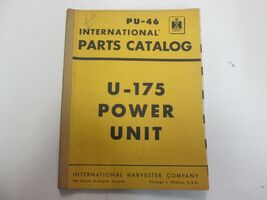 PU-46
INTERNATIONAL
PARTS CATALOG
U-175
POWER
UNIT
INTERNATIONAL HARVESTER COMPANY
Chicago 1, Illinois, U.S.A.